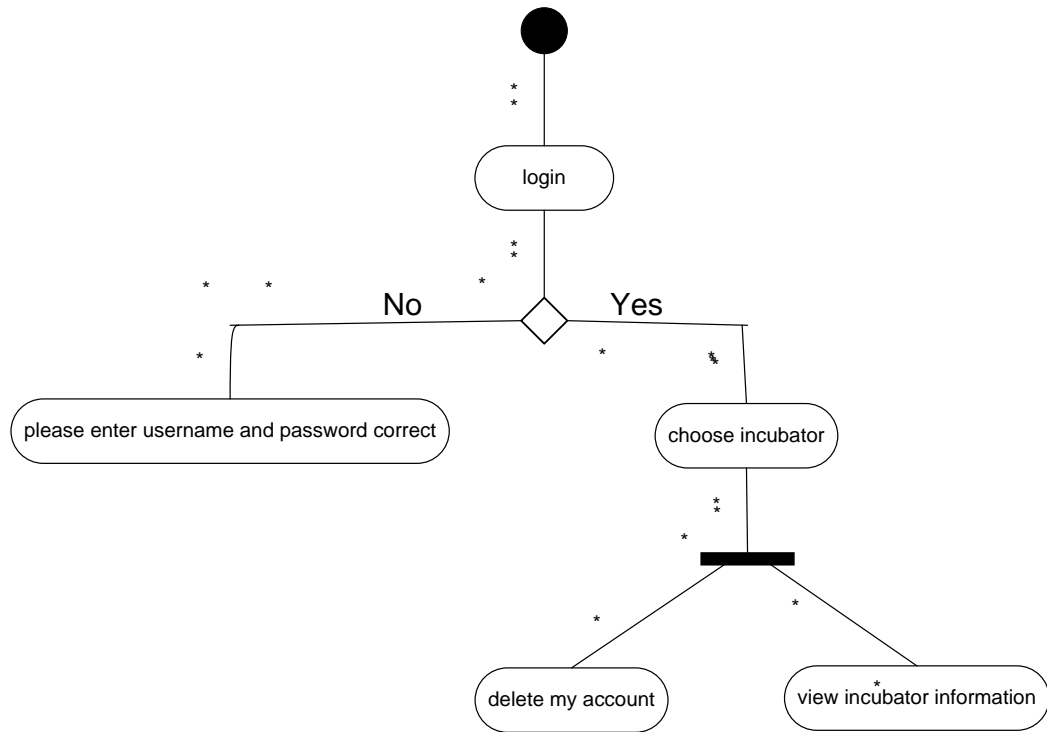 *
*
login
*
*
* * *
No Yes
* * * *
please enter username and password correct
choose incubator
*
*
*
*
*
delete my account
view incubator information
*